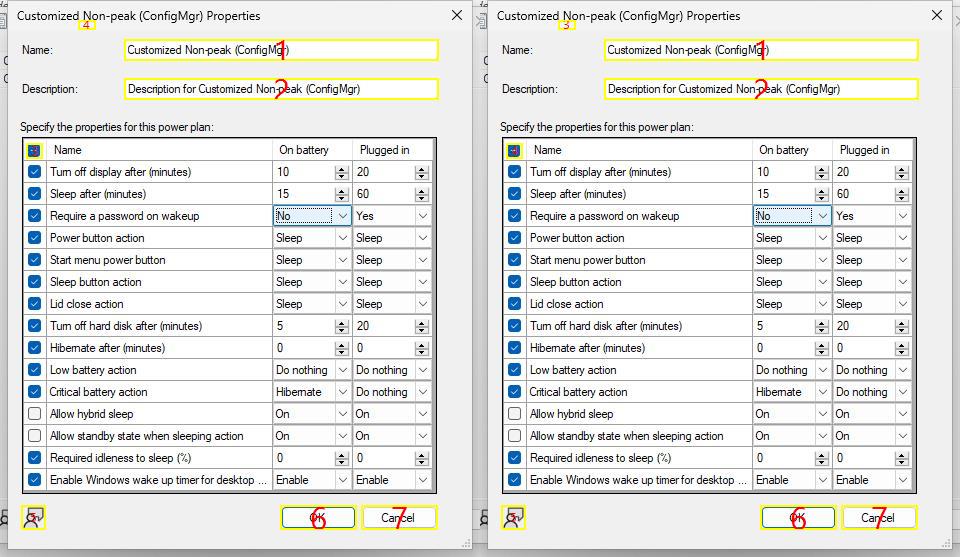 Customized Non-peak (ConfigMgr) Properties
4
Name: Customized Non-peak (ConfigMgr) 1
Description: Description for Customized Non-peak (ConfigMgr) 2
Specify the properties for this power plan:
Name On battery Plugged in
Turn off display after (minutes) 10 20
Sleep after (minutes) 15 60
Require a password on wakeup No Yes
Power button action Sleep Sleep
Start menu power button Sleep Sleep
Sleep button action Sleep Sleep
Lid close action Sleep Sleep
Turn off hard disk after (minutes) 5 20
Hibernate after (minutes) 0 0
Low battery action Do nothing Do nothing
Critical battery action Hibernate Do nothing
Allow hybrid sleep On On
Allow standby state when sleeping action On On
Required idleness to sleep (%) 0 0
Enable Windows wake up timer for desktop ... Enable Enable
OK 6 Cancel 7
Customized Non-peak (ConfigMgr) Properties
3
Name: Customized Non-peak (ConfigMgr) 1
Description: Description for Customized Non-peak (ConfigMgr) 2
Specify the properties for this power plan:
Name On battery Plugged in
Turn off display after (minutes) 10 20
Sleep after (minutes) 15 60
Require a password on wakeup No Yes
Power button action Sleep Sleep
Start menu power button Sleep Sleep
Sleep button action Sleep Sleep
Lid close action Sleep Sleep
Turn off hard disk after (minutes) 5 20
Hibernate after (minutes) 0 0
Low battery action Do nothing Do nothing
Critical battery action Hibernate Do nothing
Allow hybrid sleep On On
Allow standby state when sleeping action On On
Required idleness to sleep (%) 0 0
Enable Windows wake up timer for desktop ... Enable Enable
OK 6 Cancel 7